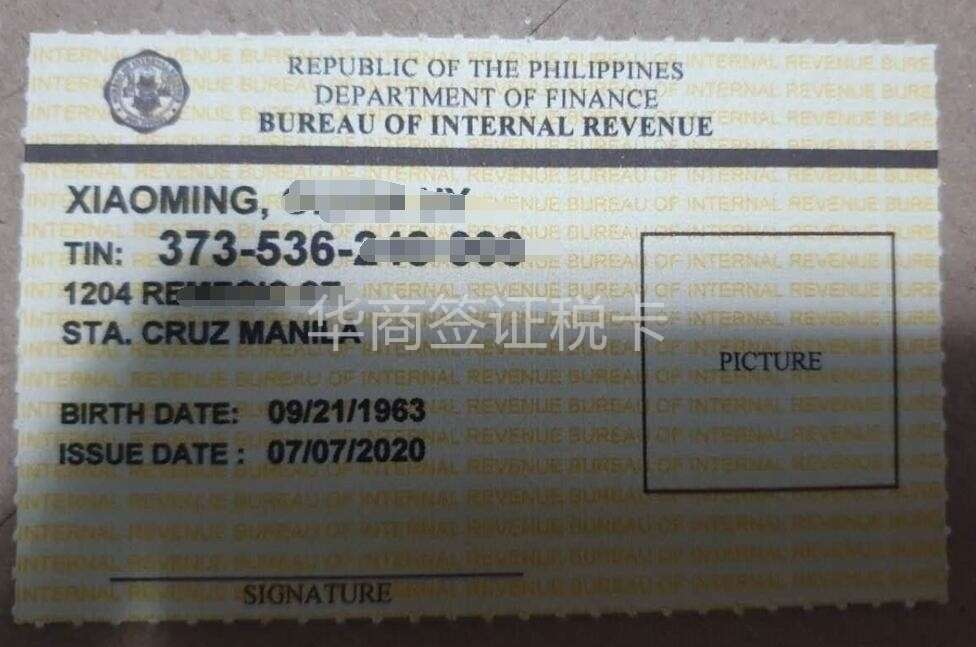 REPUBLIC OF THE PHILIPPINES
DEPARTMENT OF FINANCE
BUREAU OF INTERNAL REVENUE
XIAOMING,
TIN: 373-536-
1204
STA. CRUZ MANILA
华商签证税卡
PICTURE
BIRTH DATE: 09/21/1963
ISSUE DATE : 07/07/2020
SIGNATURE